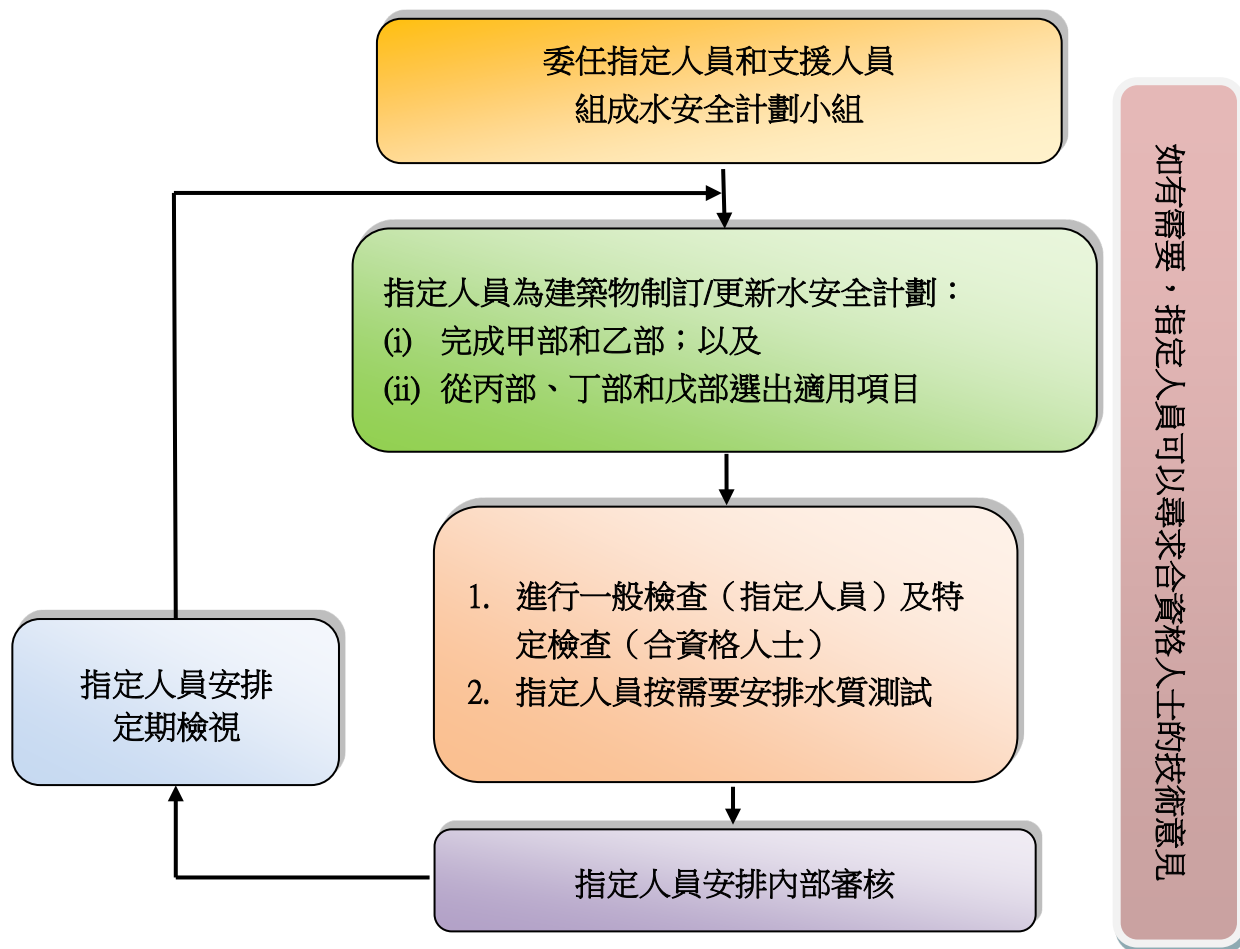 委任指定人員和支援人員
組成水安全計劃小組
指定人員為建築物制訂/更新水安全計劃：
(i) 完成甲部和乙部；以及
(ii) 從丙部、丁部和戊部選出適用項目
1. 進行一般檢查（指定人員）及特
定檢查（合資格人士）
2. 指定人員按需要安排水質測試
指定人員安排內部審核
指定人員安排
定期檢視
如有需要，指定人員可以尋求合資格人士的技術意見